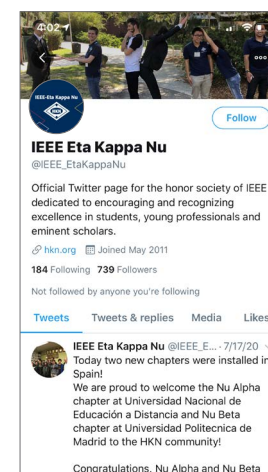 4:02
IEEE-Eta Kappa Nu
HKN
Follow
IEEE Eta Kappa Nu
@IEEE_EtaKappaNu
Official Twitter page for the honor society of IEEE
dedicated to encouraging and recognizing
excellence in students, young professionals and
eminent scholars.
hkn.org Joined May 2011
184 Following 739 Followers
Not followed by anyone you're following
Tweets Tweets & replies Media Likes
IEEE Eta Kappa Nu @IEEE_E... · 7/17/20
Today two new chapters were installed in
Spain!
We are proud to welcome the Nu Alpha
chapter at Universidad Nacional de
Educación a Distancia and Nu Beta
chapter at Universidad Politecnica de
Madrid to the HKN community!
Congratulations, Nu Alpha and Nu Beta